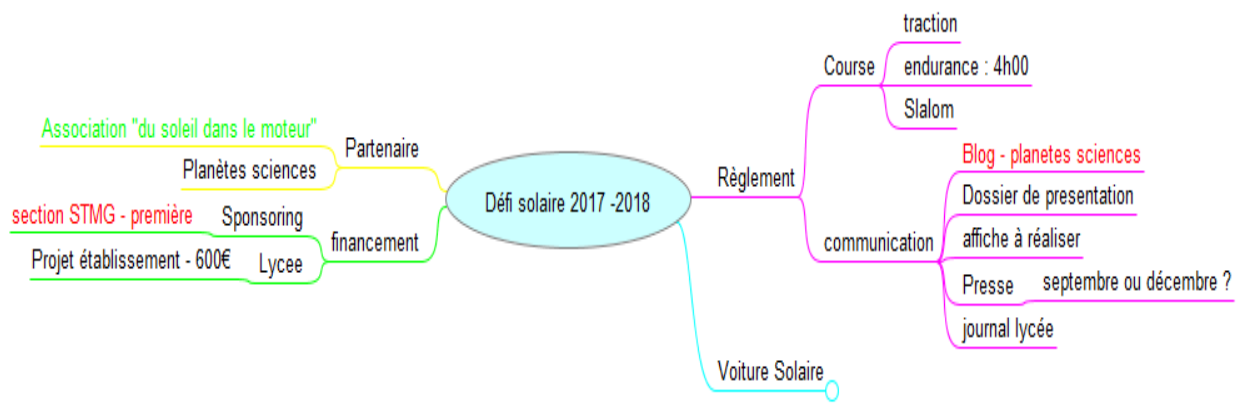 Défi solaire 2017 -2018
Partenaire
Association "du soleil dans le moteur"
Planètes sciences
financement
Sponsoring
section STMG - première
Lycee
Projet établissement - 600€
Règlement
Course
traction
endurance : 4h00
Slalom
communication
Blog - planetes sciences
Dossier de presentation
affiche à réaliser
Presse
septembre ou décembre ?
journal lycée
Voiture Solaire